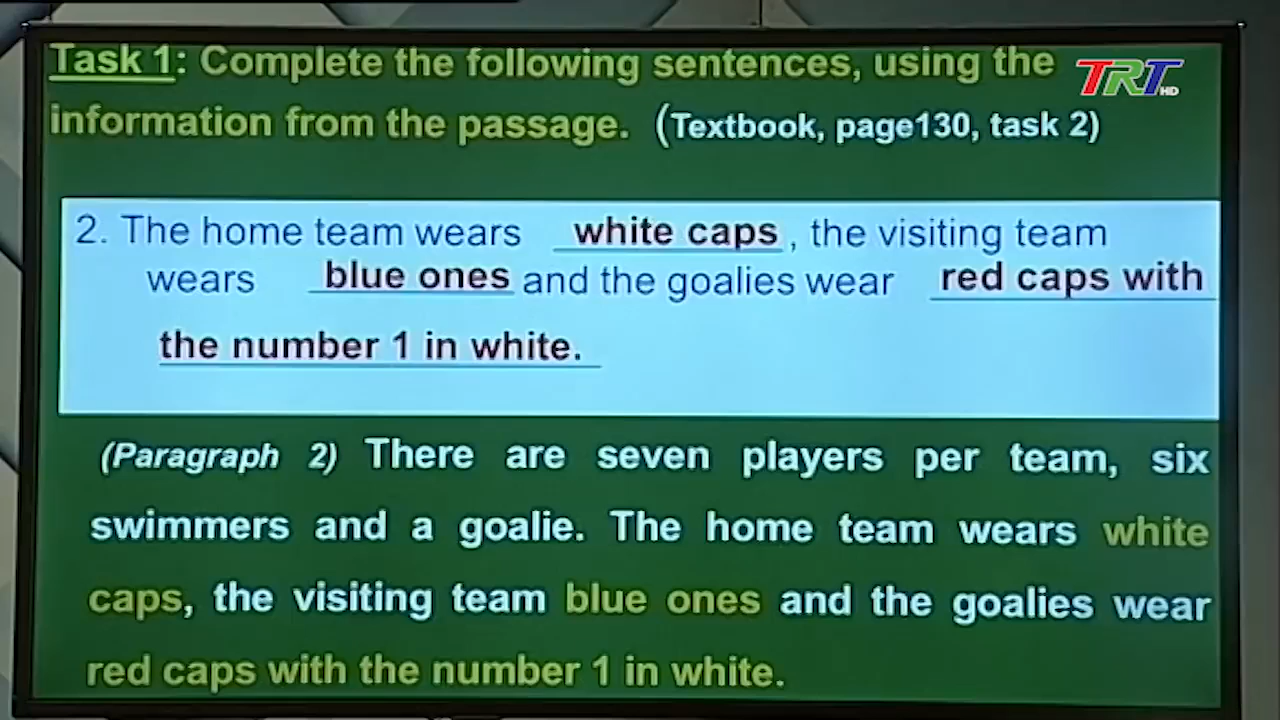 Task 1: Complete the following sentences, using the
TRT HD
information from the passage. (Textbook, page130, task 2)
2. The home team wears white caps, the visiting team
wears blue ones and the goalies wear red caps with
the number 1 in white.
(Paragraph 2) There are seven players per team, six
swimmers and a goalie. The home team wears white
caps, the visiting team blue ones and the goalies wear
red caps with the number 1 in white.